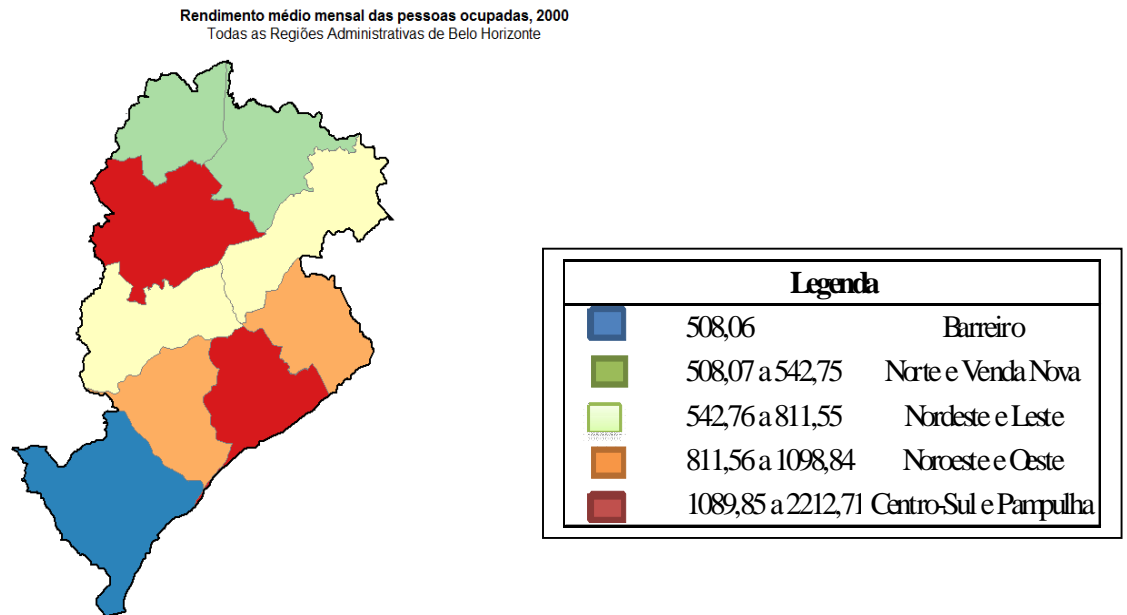 Rendimento médio mensal das pessoas ocupadas, 2000
Todas as Regiões Administrativas de Belo Horizonte
Legenda
508,06 Barreiro
508,07 a 542,75 Norte e Venda Nova
542,76 a 811,55 Nordeste e Leste
811,56 a 1098,84 Noroeste e Oeste
1089,85 a 2212,71 Centro-Sul e Pampulha